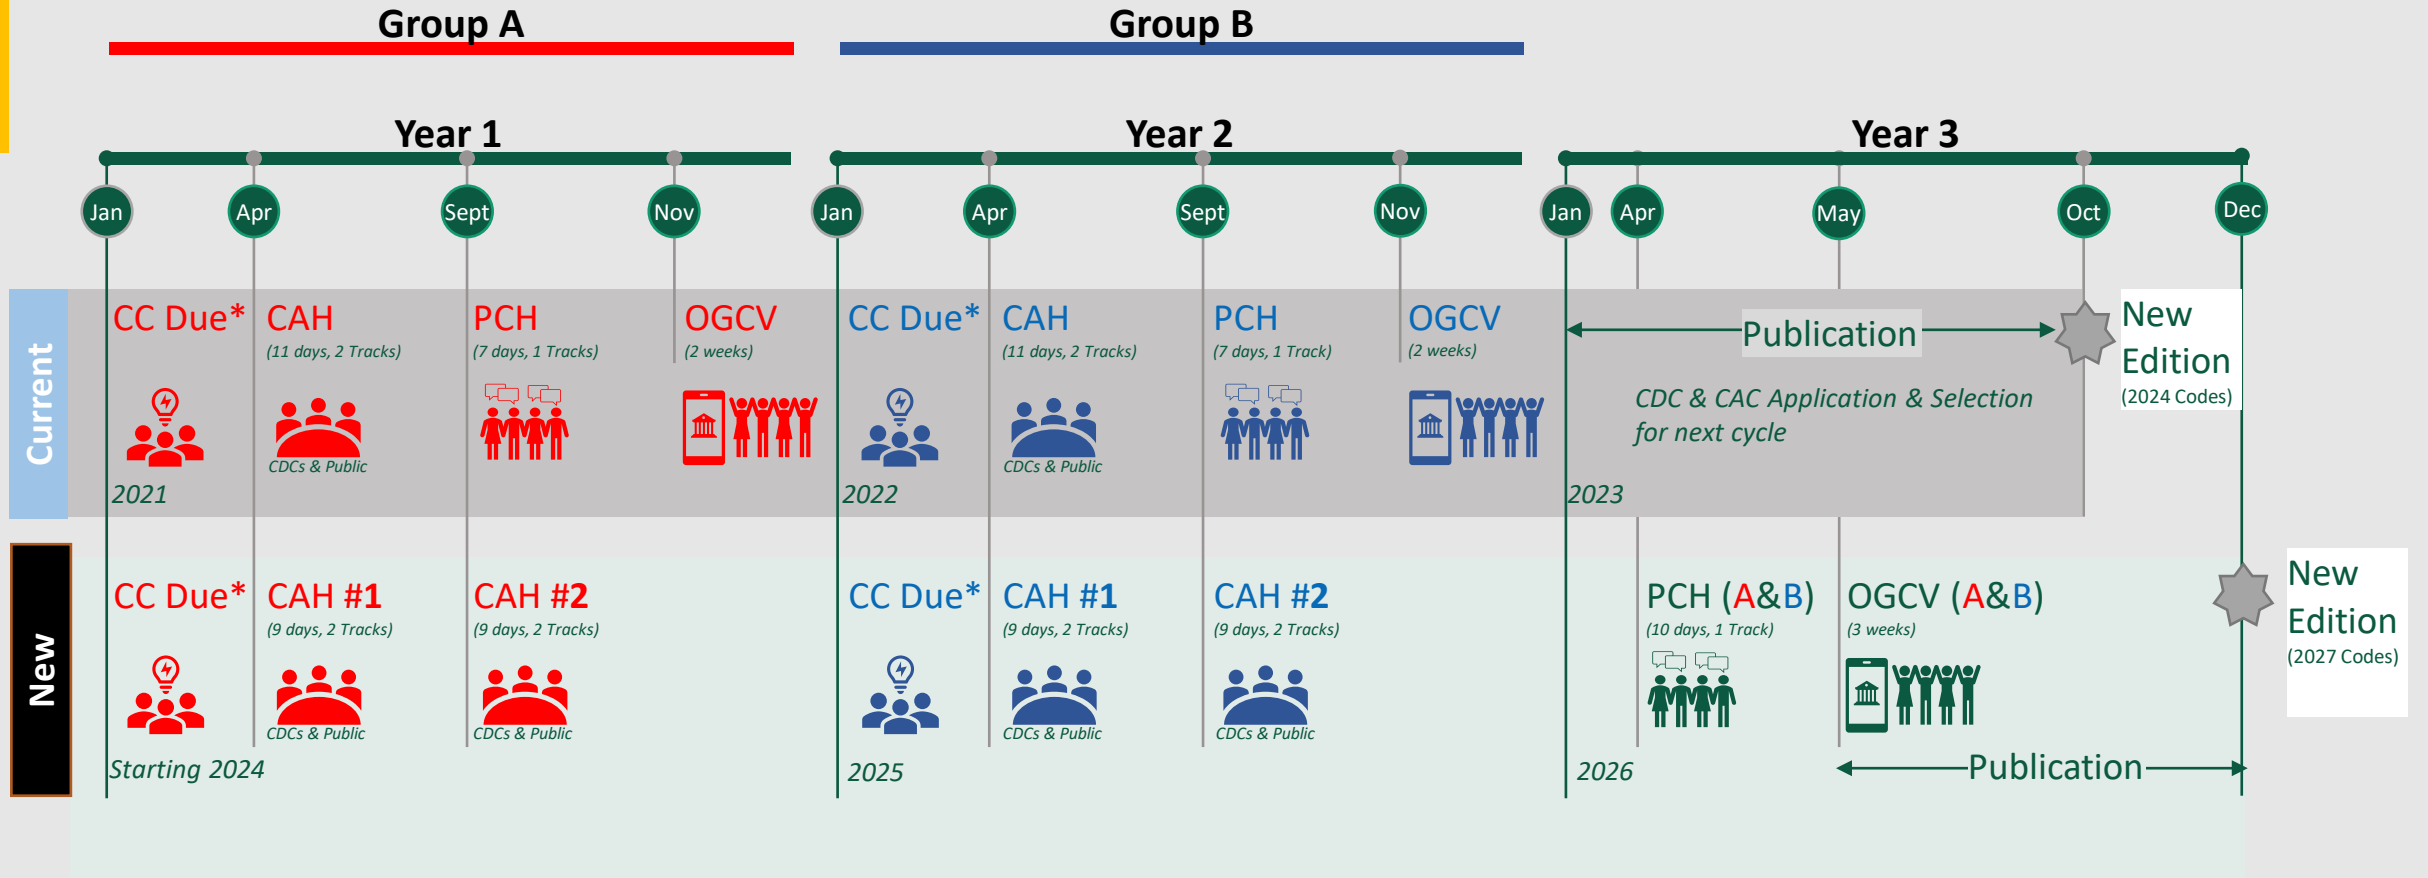 Group A
Group B
Year 1
Year 2
Year 3
Jan
Apr
Sept
Nov
Jan
Apr
Sept
Nov
Jan
Apr
May
Oct
Dec
Current
CC Due*
CAH
(11 days, 2 Tracks)
CDCs & Public
PCH
(7 days, 1 Tracks)
OGCV
(2 weeks)
2021
CC Due*
CAH
(11 days, 2 Tracks)
CDCs & Public
PCH
(7 days, 1 Track)
OGCV
(2 weeks)
2022
Publication
CDC & CAC Application & Selection
for next cycle
2023
New
Edition
(2024 Codes)
New
CC Due*
CAH #1
(9 days, 2 Tracks)
CDCs & Public
CAH #2
(9 days, 2 Tracks)
CDCs & Public
Starting 2024
CC Due*
CAH #1
(9 days, 2 Tracks)
CDCs & Public
CAH #2
(9 days, 2 Tracks)
CDCs & Public
2025
PCH (A&B)
(10 days, 1 Track)
OGCV (A&B)
(3 weeks)
2026
Publication
New
Edition
(2027 Codes)